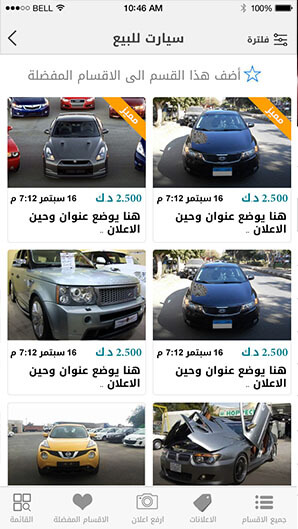 BELL 10:46 AM 100%
فلترة
سيارت للبيع
أضف هذا القسم الى الاقسام المفضلة
مميز
مميز
2.500 د ك 16 سبتمبر 7:12 م
هنا يوضع عنوان وحين الاعلان ..
2.500 د ك 16 سبتمبر 7:12 م
هنا يوضع عنوان وحين الاعلان ..
2.500 د ك 16 سبتمبر 7:12 م
هنا يوضع عنوان وحين الاعلان ..
2.500 د ك 16 سبتمبر 7:12 م
هنا يوضع عنوان وحين الاعلان ..
جميع الاقسام
الاعلانات
ارفع اعلان
الاقسام المفضلة
القائمة